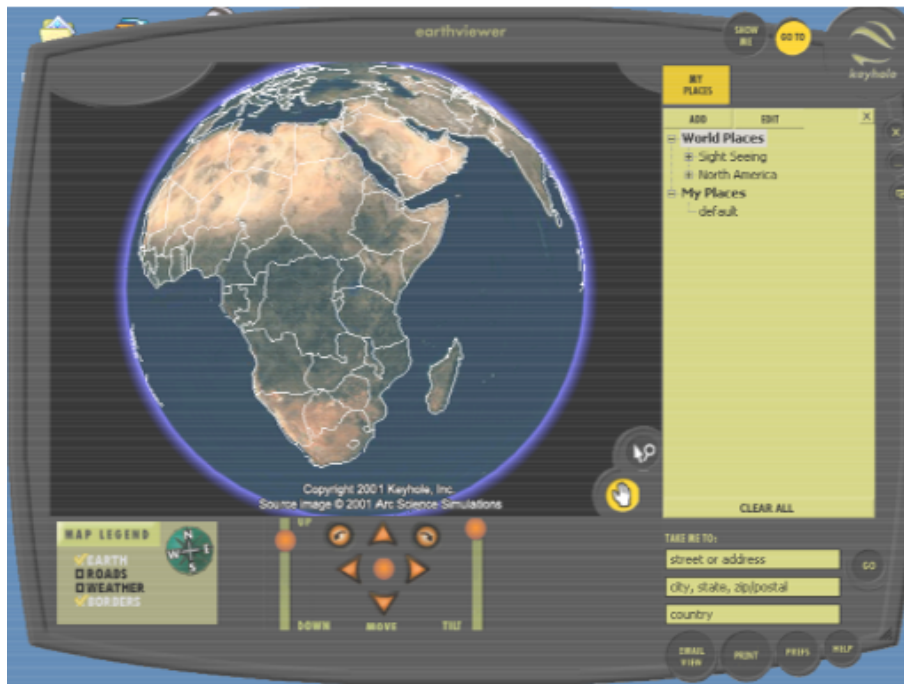 earthviewer
SHOW ME
GO TO
keyhole
MY PLACES
ADD EDIT X
World Places
Sight Seeing
North America
My Places
default
CLEAR ALL
Copyright 2001 Keyhole, Inc.
Source image © 2001 Arc Science Simulations
MAP LEGEND
EARTH
ROADS
WEATHER
BORDERS
N
W E
S
UP
DOWN MOVE TILT
TAKE ME TO:
street or address
GO
city, state, zip/postal
country
EMAIL VIEW
PRINT
PREFS
HELP